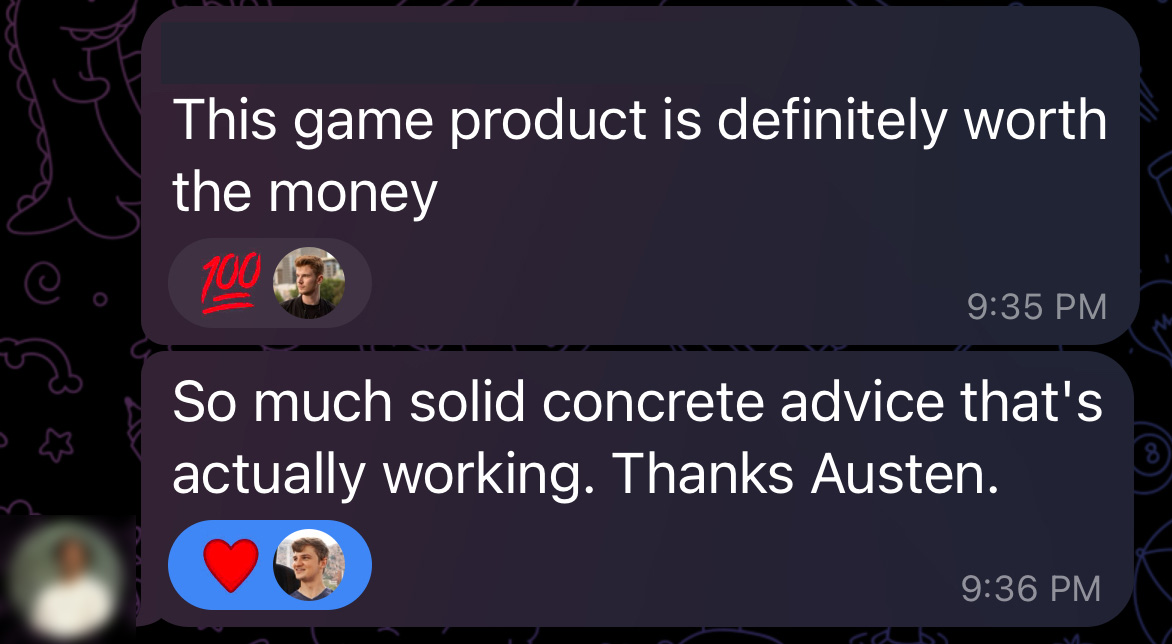 This game product is definitely worth
the money
💯
9:35 PM
So much solid concrete advice that's
actually working. Thanks Austen.
9:36 PM